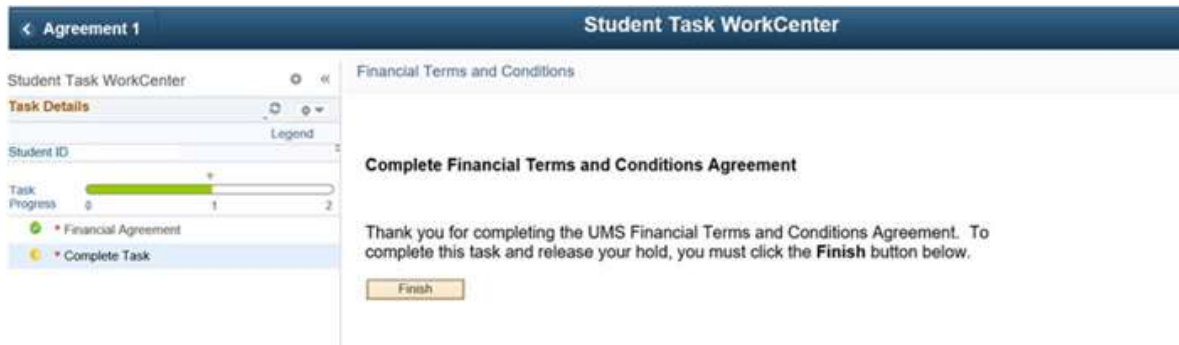 Agreement 1
Student Task WorkCenter
Student Task WorkCenter
Financial Terms and Conditions
Task Details
Legend
Student ID
Task
Progress
0 1 2
* Financial Agreement
* Complete Task
Complete Financial Terms and Conditions Agreement
Thank you for completing the UMS Financial Terms and Conditions Agreement. To
complete this task and release your hold, you must click the Finish button below.
Finish